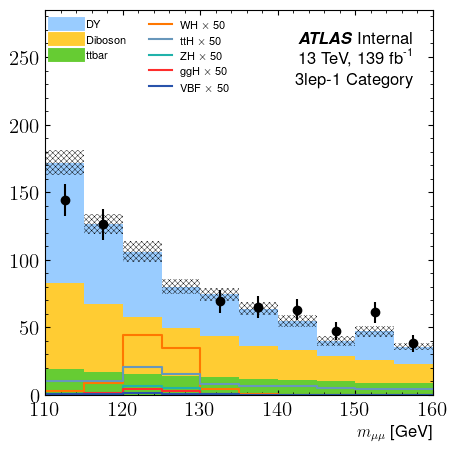 DY
Diboson
ttbar
WH × 50
ttH × 50
ZH × 50
ggH × 50
VBF × 50
ATLAS Internal
13 TeV, 139 fb⁻¹
3lep-1 Category
250
200
150
100
50
0
110 120 130 140 150 160
mμμ [GeV]